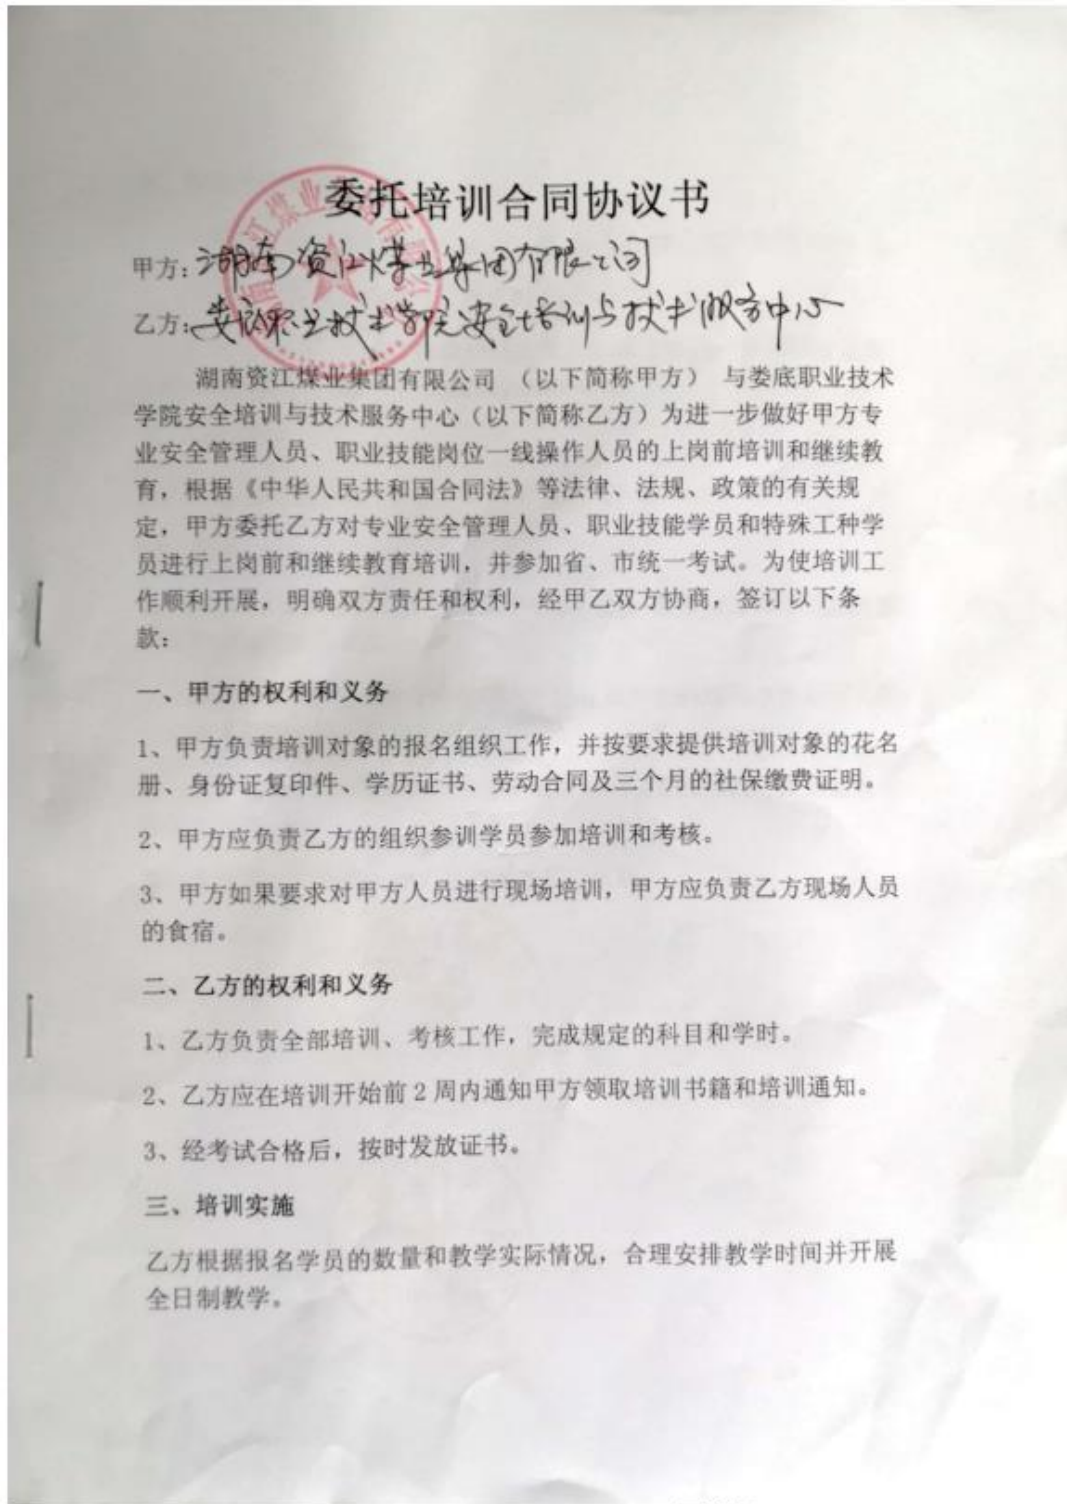 委托培训合同协议书
甲方：湖南资江煤业集团有限公司
乙方：娄底职业技术学院安全培训与技术服务中心
湖南资江煤业集团有限公司 （以下简称甲方） 与娄底职业技术
学院安全培训与技术服务中心（以下简称乙方）为进一步做好甲方专
业安全管理人员、职业技能岗位一线操作人员的上岗前培训和继续教
育，根据《中华人民共和国合同法》等法律、法规、政策的有关规
定，甲方委托乙方对专业安全管理人员、职业技能学员和特殊工种学
员进行上岗前和继续教育培训，并参加省、市统一考试。为使培训工
作顺利开展，明确双方责任和权利，经甲乙双方协商，签订以下条
款：
一、甲方的权利和义务
1、甲方负责培训对象的报名组织工作，并按要求提供培训对象的花名
册、身份证复印件、学历证书、劳动合同及三个月的社保缴费证明。
2、甲方应负责乙方的组织参训学员参加培训和考核。
3、甲方如果要求对甲方人员进行现场培训，甲方应负责乙方现场人员
的食宿。
二、乙方的权利和义务
1、乙方负责全部培训、考核工作，完成规定的科目和学时。
2、乙方应在培训开始前 2 周内通知甲方领取培训书籍和培训通知。
3、经考试合格后，按时发放证书。
三、培训实施
乙方根据报名学员的数量和教学实际情况，合理安排教学时间并开展
全日制教学。